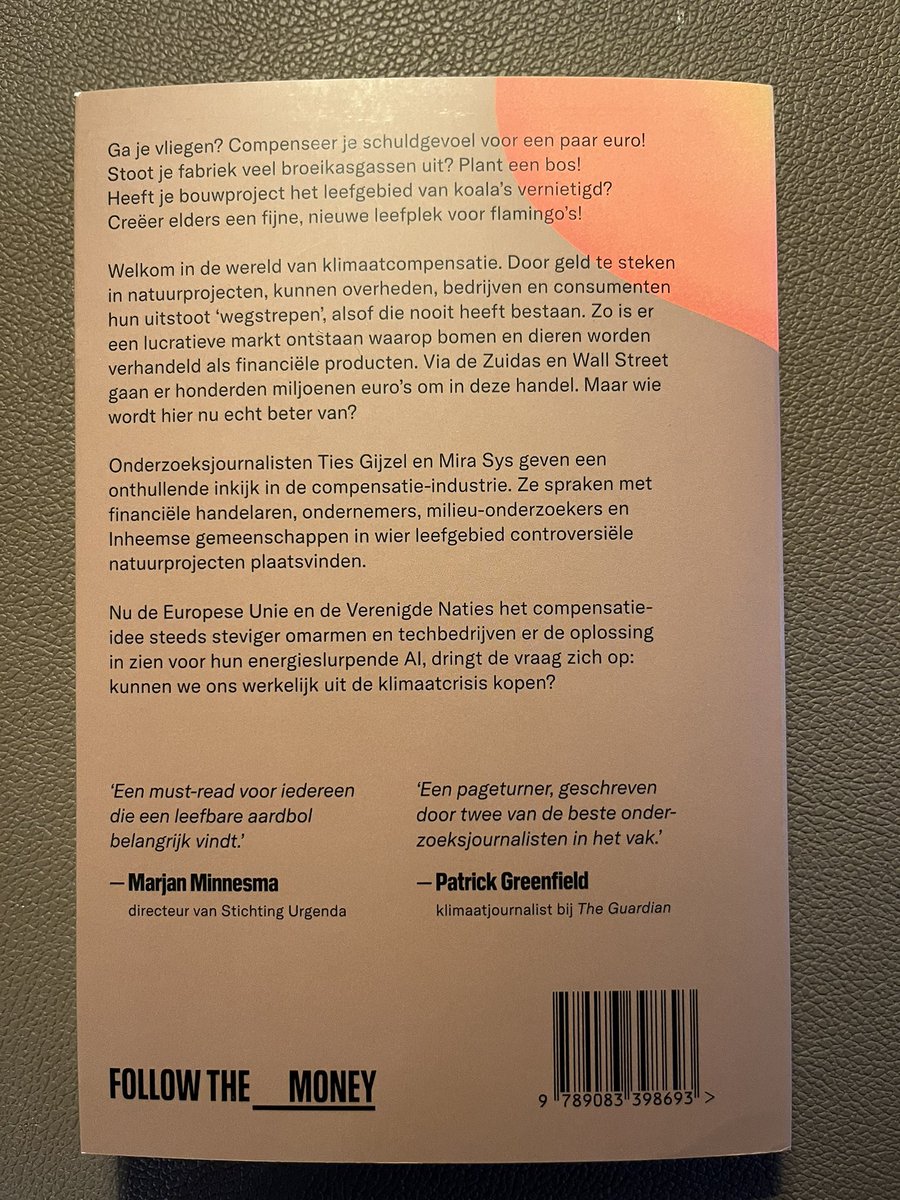 Ga je vliegen? Compenseer je schuldgevoel voor een paar euro!
Stoot je fabriek veel broeikasgassen uit? Plant een bos!
Heeft je bouwproject het leefgebied van koala's vernietigd?
Creëer elders een fijne, nieuwe leefplek voor flamingo's!
Welkom in de wereld van klimaatcompensatie. Door geld te steken
in natuurprojecten, kunnen overheden, bedrijven en consumenten
hun uitstoot ‘wegstrepen’, alsof die nooit heeft bestaan. Zo is er
een lucratieve markt ontstaan waarop bomen en dieren worden
verhandeld als financiële producten. Via de Zuidas en Wall Street
gaan er honderden miljoenen euro's om in deze handel. Maar wie
wordt hier nu echt beter van?
Onderzoeksjournalisten Ties Gijzel en Mira Sys geven een
onthullende inkijk in de compensatie-industrie. Ze spraken met
financiële handelaren, ondernemers, milieu-onderzoekers en
Inheemse gemeenschappen in wier leefgebied controversiële
natuurprojecten plaatsvinden.
Nu de Europese Unie en de Verenigde Naties het compensatie-
idee steeds steviger omarmen en techbedrijven er de oplossing
in zien voor hun energieslurpende AI, dringt de vraag zich op:
kunnen we ons werkelijk uit de klimaatcrisis kopen?
‘Een must-read voor iedereen
die een leefbare aardbol
belangrijk vindt.’
— Marjan Minnesma
directeur van Stichting Urgenda
‘Een pageturner, geschreven
door twee van de beste onder-
zoeksjournalisten in het vak.’
— Patrick Greenfield
klimaatjournalist bij The Guardian
FOLLOW THE __MONEY
9 789083 398693 >